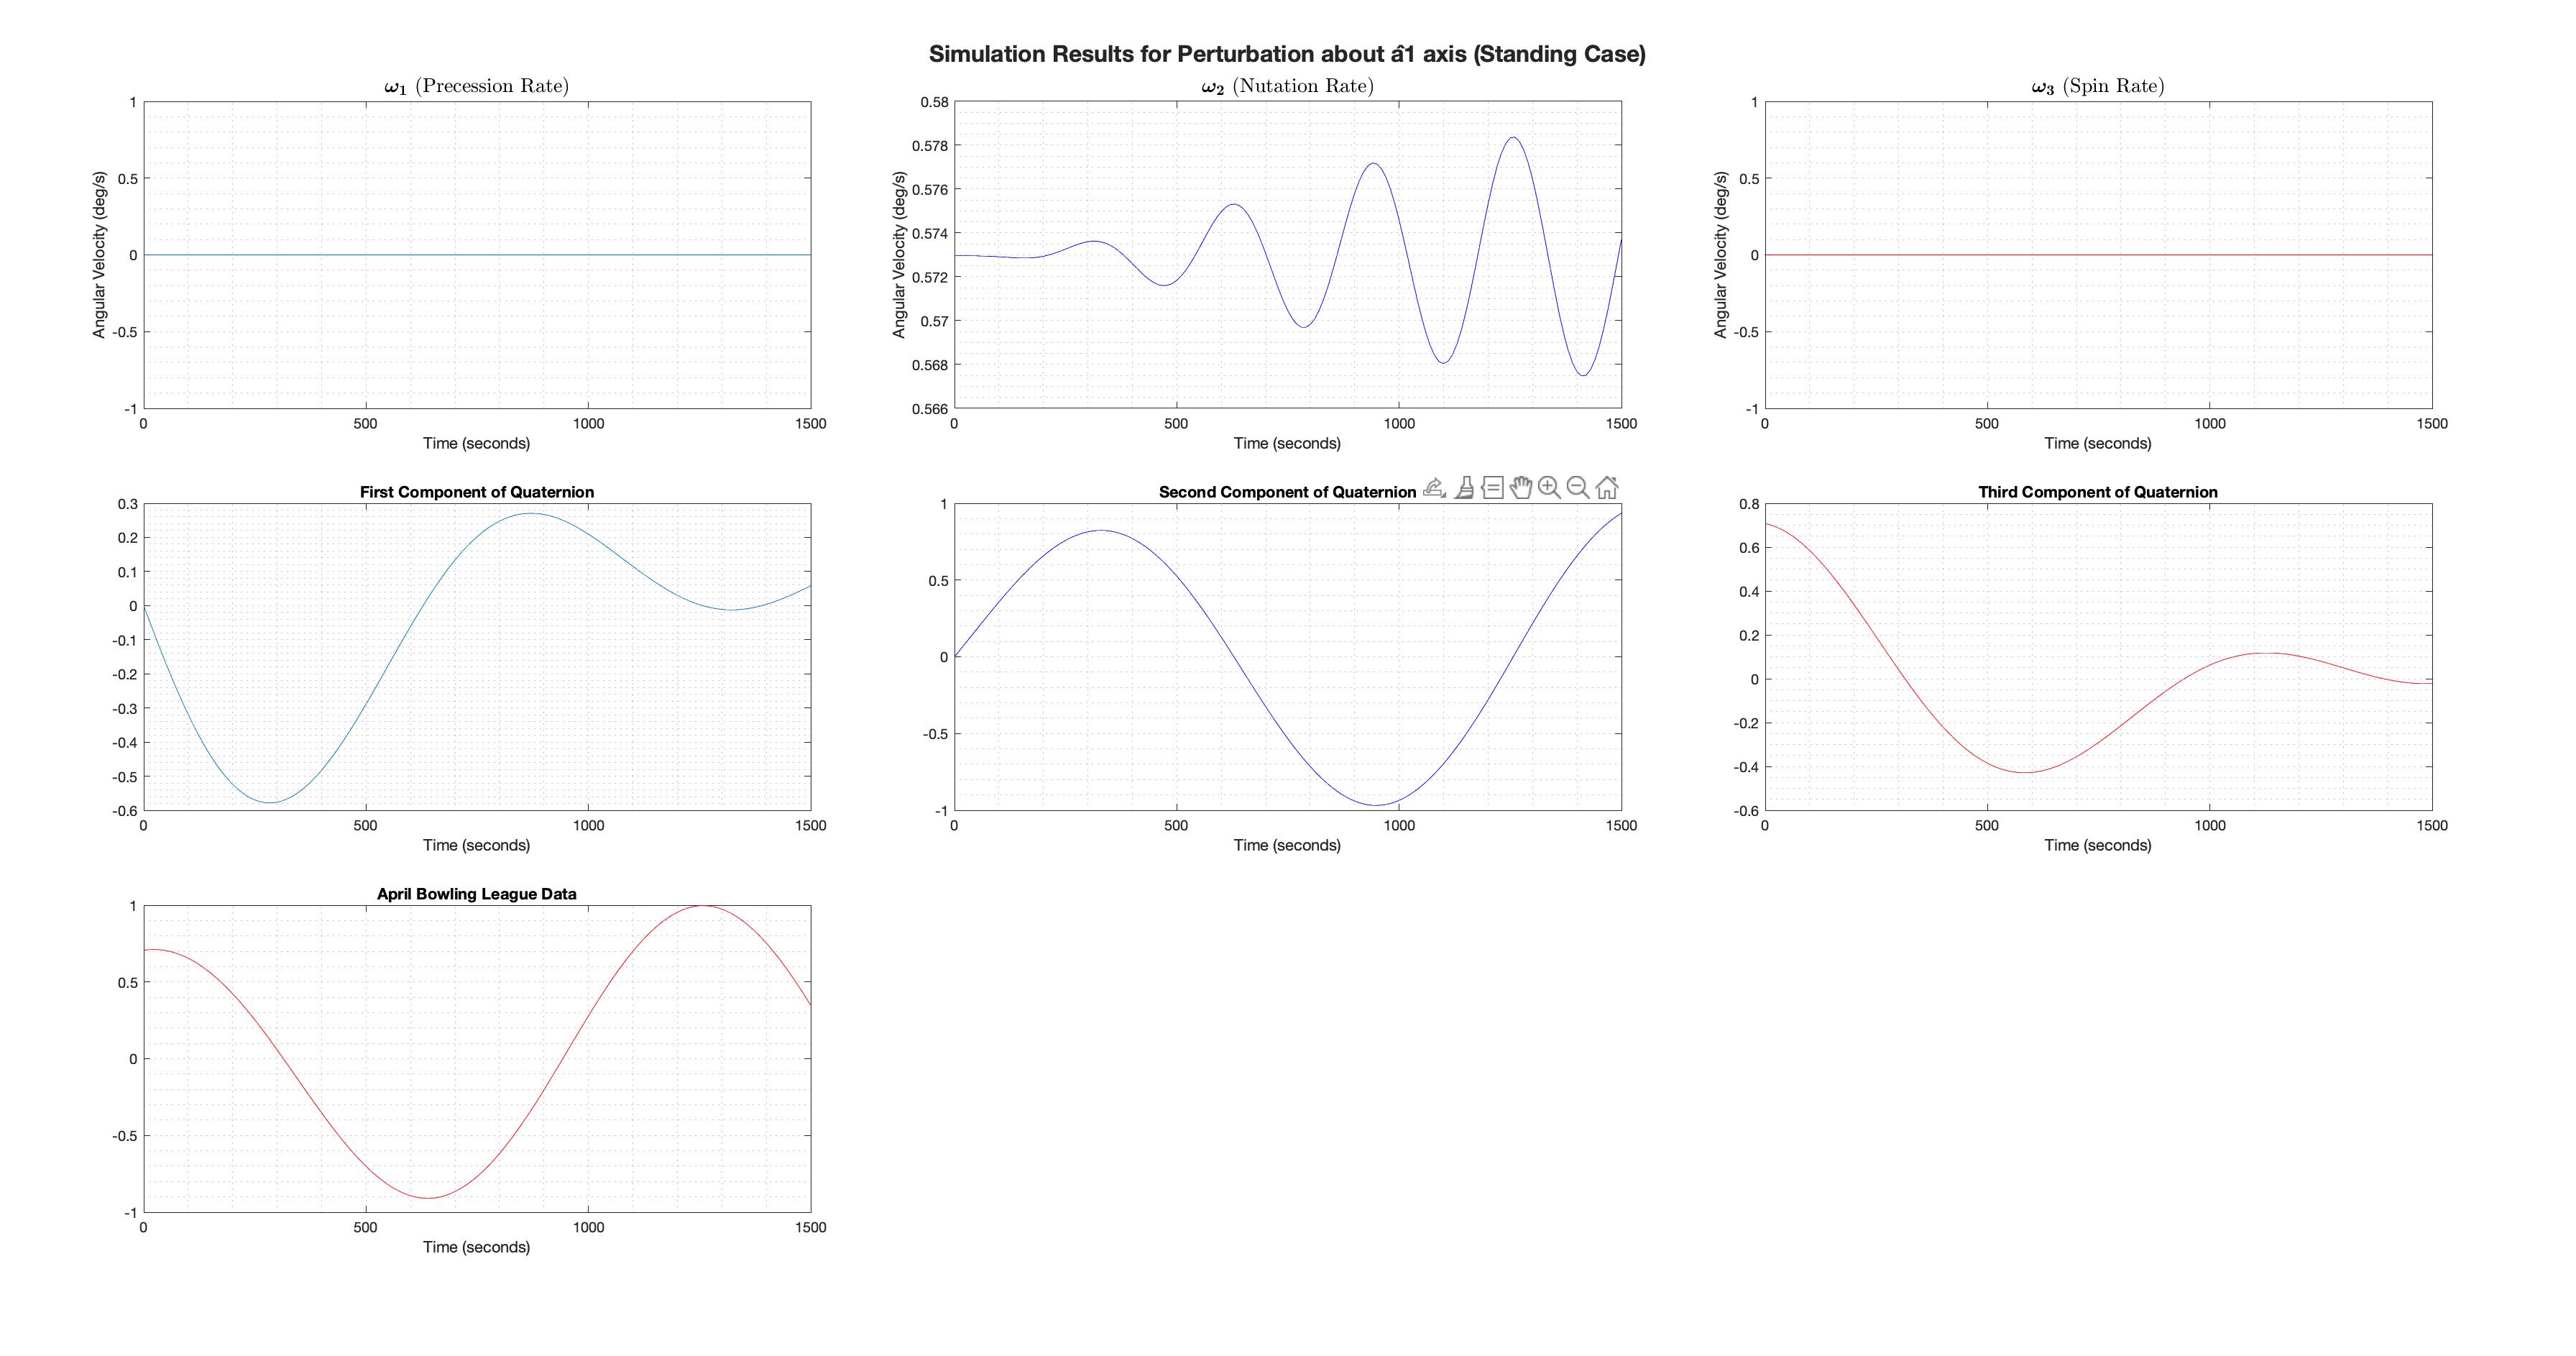 Simulation Results for Perturbation about â1 axis (Standing Case)
ω₁ (Precession Rate)
1
0.5
0
-0.5
-1
Angular Velocity (deg/s)
0 500 1000 1500
Time (seconds)
ω₂ (Nutation Rate)
0.58
0.578
0.576
0.574
0.572
0.57
0.568
0.566
Angular Velocity (deg/s)
0 500 1000 1500
Time (seconds)
ω₃ (Spin Rate)
1
0.5
0
-0.5
-1
Angular Velocity (deg/s)
0 500 1000 1500
Time (seconds)
First Component of Quaternion
0.3
0.2
0.1
0
-0.1
-0.2
-0.3
-0.4
-0.5
-0.6
0 500 1000 1500
Time (seconds)
Second Component of Quaternion
1
0.5
0
-0.5
-1
0 500 1000 1500
Time (seconds)
Third Component of Quaternion
0.8
0.6
0.4
0.2
0
-0.2
-0.4
-0.6
0 500 1000 1500
Time (seconds)
April Bowling League Data
1
0.5
0
-0.5
-1
0 500 1000 1500
Time (seconds)